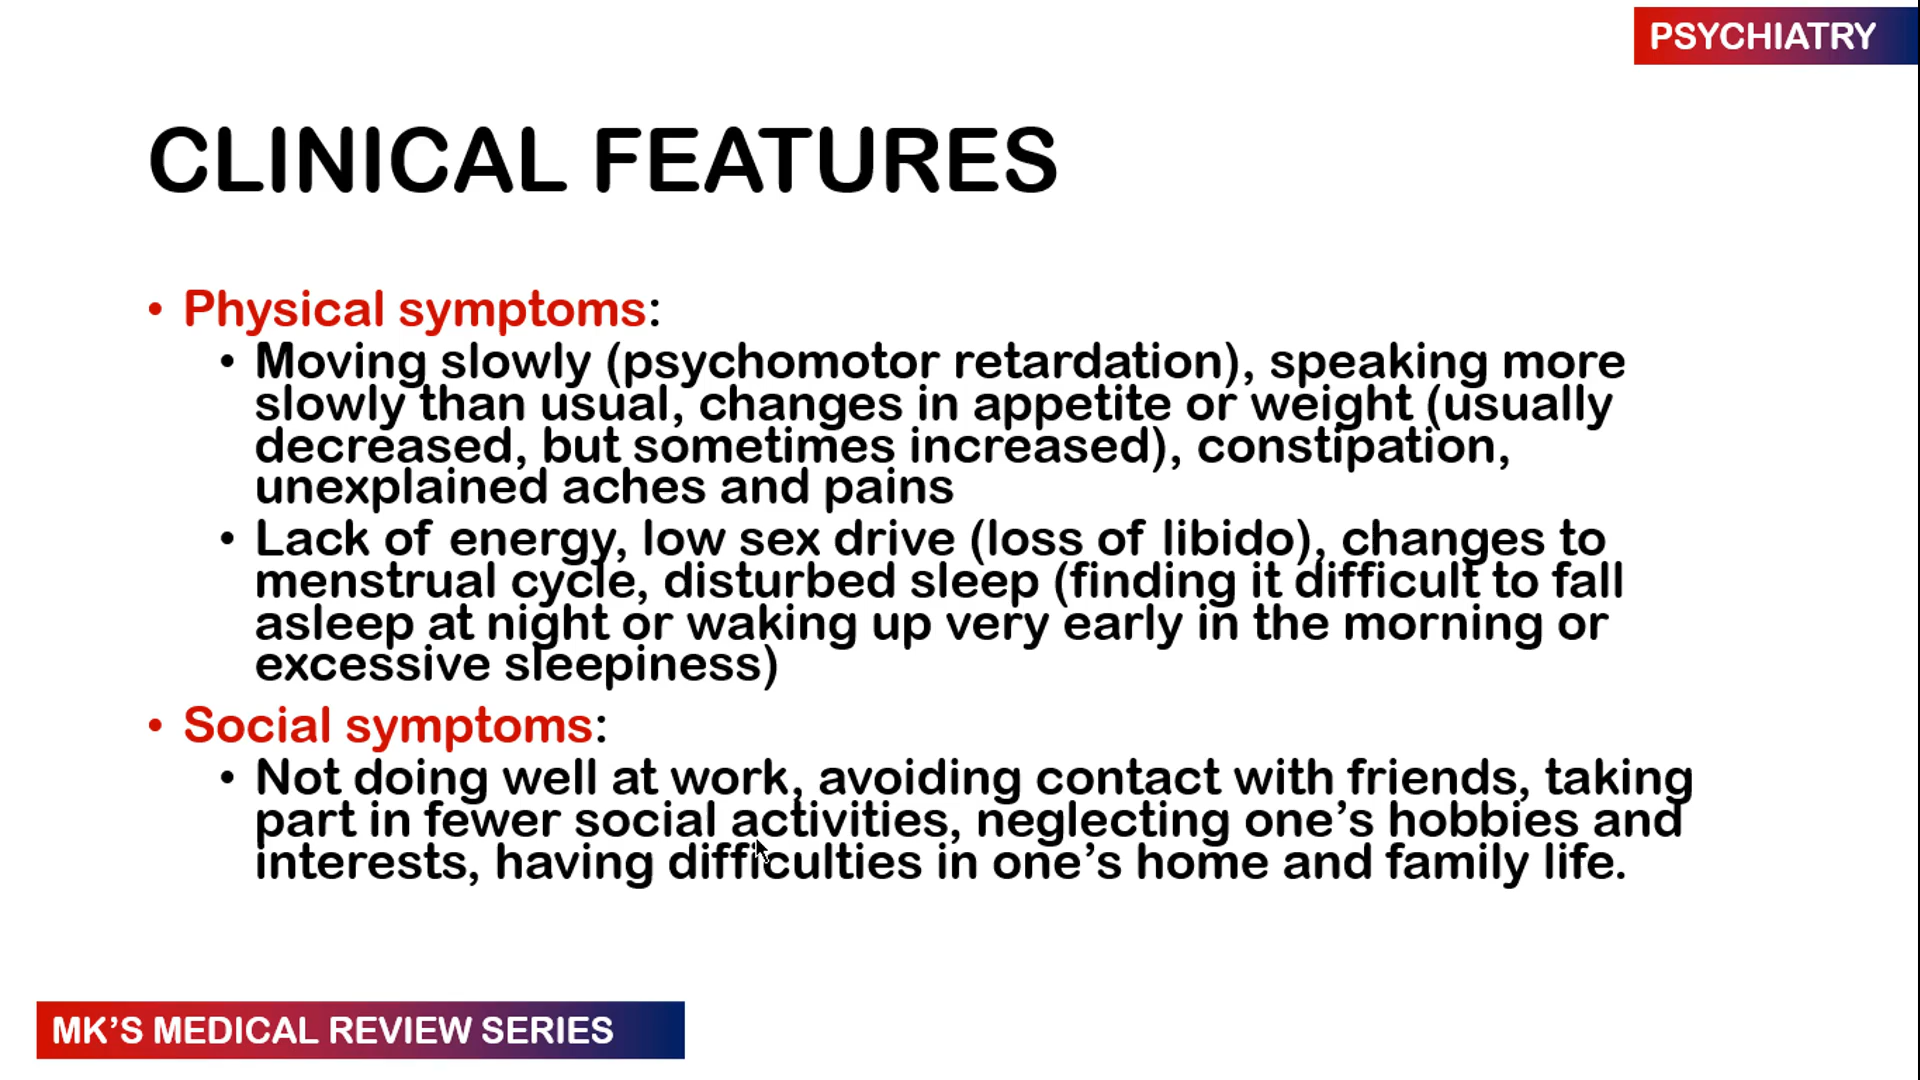 PSYCHIATRY
CLINICAL FEATURES
• Physical symptoms:
• Moving slowly (psychomotor retardation), speaking more
slowly than usual, changes in appetite or weight (usually
decreased, but sometimes increased), constipation,
unexplained aches and pains
• Lack of energy, low sex drive (loss of libido), changes to
menstrual cycle, disturbed sleep (finding it difficult to fall
asleep at night or waking up very early in the morning or
excessive sleepiness)
• Social symptoms:
• Not doing well at work, avoiding contact with friends, taking
part in fewer social activities, neglecting one’s hobbies and
interests, having difficulties in one’s home and family life.
MK’S MEDICAL REVIEW SERIES